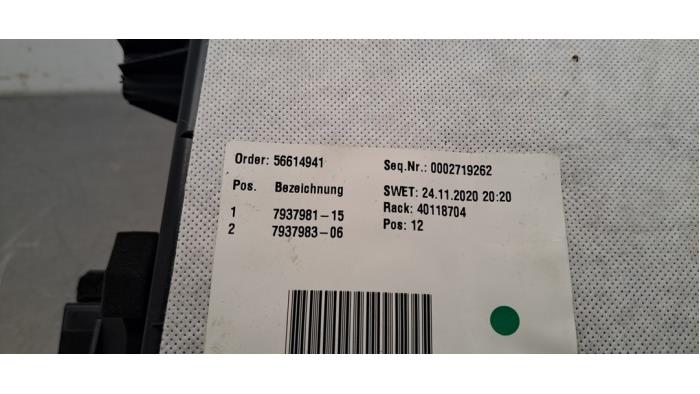 Order: 56614941
Seq.Nr.: 0002719262
Pos. Bezeichnung
SWET: 24.11.2020 20:20
1 7937981-15
Rack: 40118704
2 7937983-06
Pos: 12